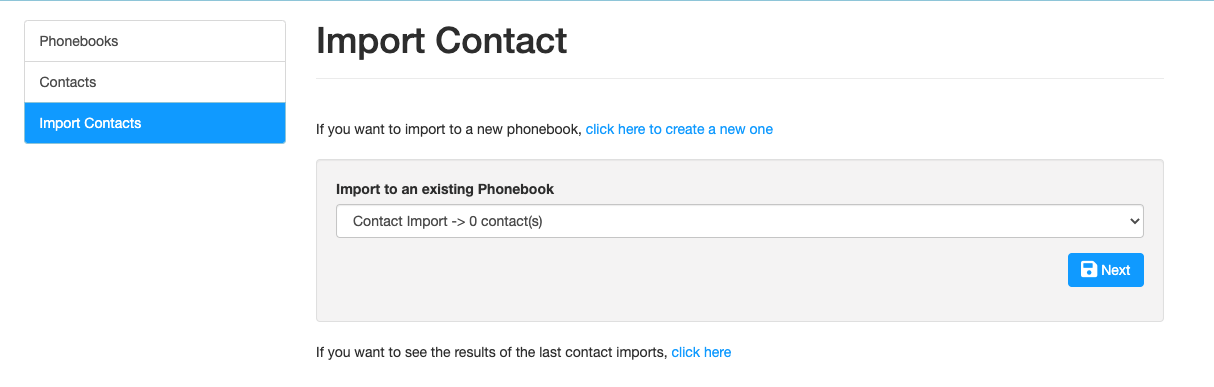 Phonebooks
Contacts
Import Contacts
Import Contact
If you want to import to a new phonebook, click here to create a new one
Import to an existing Phonebook
Contact Import -> 0 contact(s)
Next
If you want to see the results of the last contact imports, click here